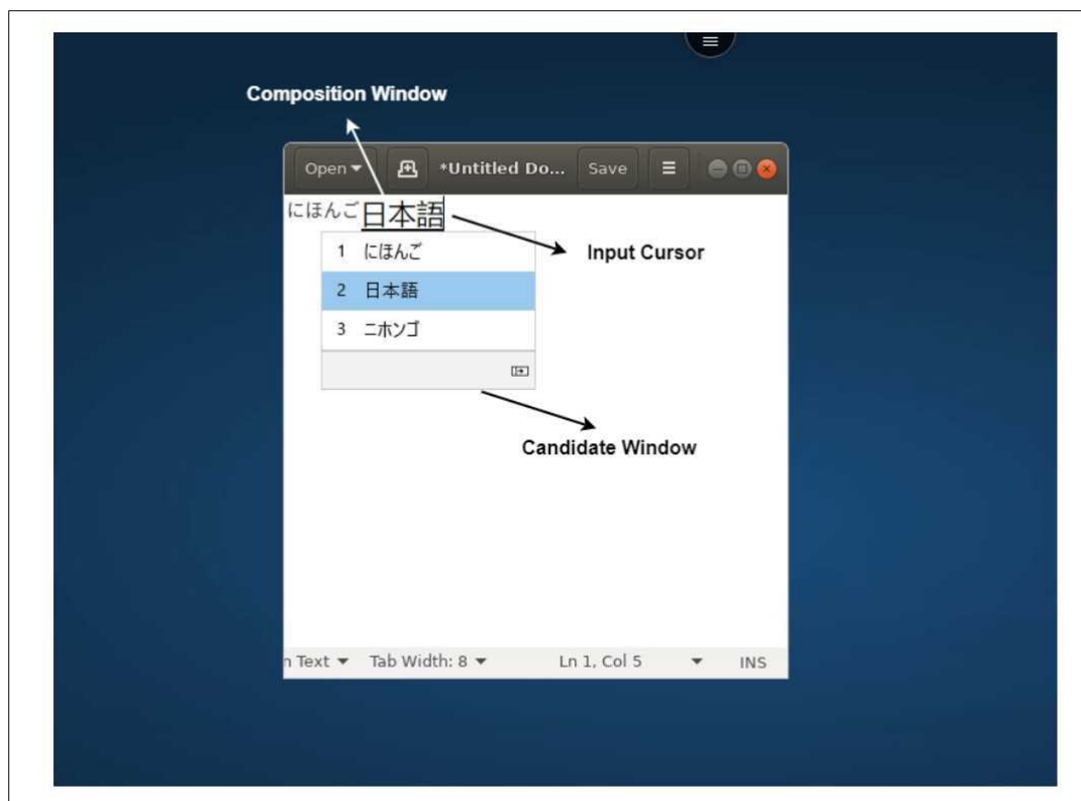 Composition Window
Open *Untitled Do... Save
にほんご日本語
Input Cursor
1 にほんご
2 日本語
3 ニホンゴ
Candidate Window
n Text Tab Width: 8 Ln 1, Col 5 INS